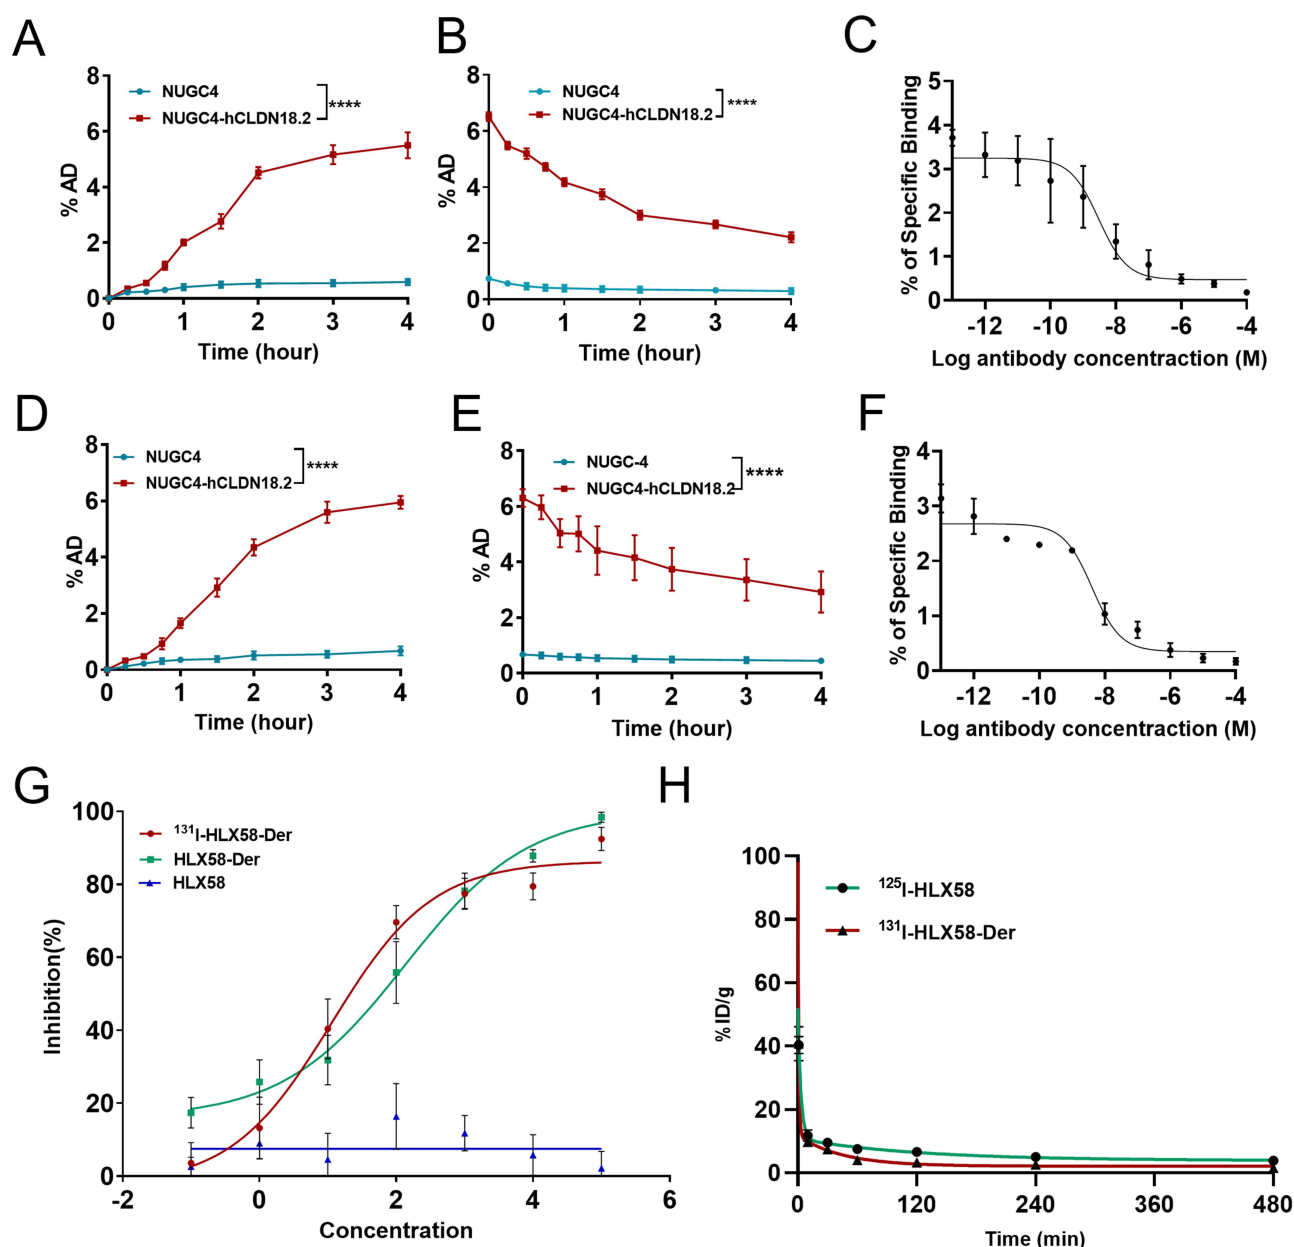 A
8
6
4
2
0
% AD
NUGC4
NUGC4-hCLDN18.2
****
0 1 2 3 4
Time (hour)
B
8
6
4
2
0
% AD
NUGC4
NUGC4-hCLDN18.2
****
0 1 2 3 4
Time (hour)
C
5
4
3
2
1
0
% of Specific Binding
-12 -10 -8 -6 -4
Log antibody concentraction (M)
D
8
6
4
2
0
% AD
NUGC4
NUGC4-hCLDN18.2
****
0 1 2 3 4
Time (hour)
E
8
6
4
2
0
% AD
NUGC-4
NUGC4-hCLDN18.2
****
0 1 2 3 4
Time (hour)
F
4
3
2
1
0
% of Specific Binding
-12 -10 -8 -6 -4
Log antibody concentraction (M)
G
100
80
60
40
20
0
Inhibition(%)
¹³¹I-HLX58-Der
HLX58-Der
HLX58
-2 0 2 4 6
Concentration
H
100
80
60
40
20
0
%ID/g
¹²⁵I-HLX58
¹³¹I-HLX58-Der
0 120 240 360 480
Time (min)